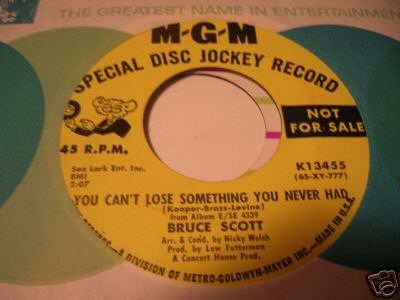 THE GREATEST NAME IN ENTERTAINMENT
M-G-M
SPECIAL DISC JOCKEY RECORD
NOT
FOR SALE
45 R.P.M.
Sea Lark Ent. Inc.
BMI
2:07
K13455
(65-XY-777)
YOU CAN'T LOSE SOMETHING YOU NEVER HAD
(Kooper-Brass-Levine)
from Album E/SE 4339
BRUCE SCOTT
Arr. & Cond. by Nicky Welsh
Prod. by Lew Futterman
A Concert House Prod.
A DIVISION OF METRO-GOLDWYN-MAYER INC.
MADE IN U.S.A.